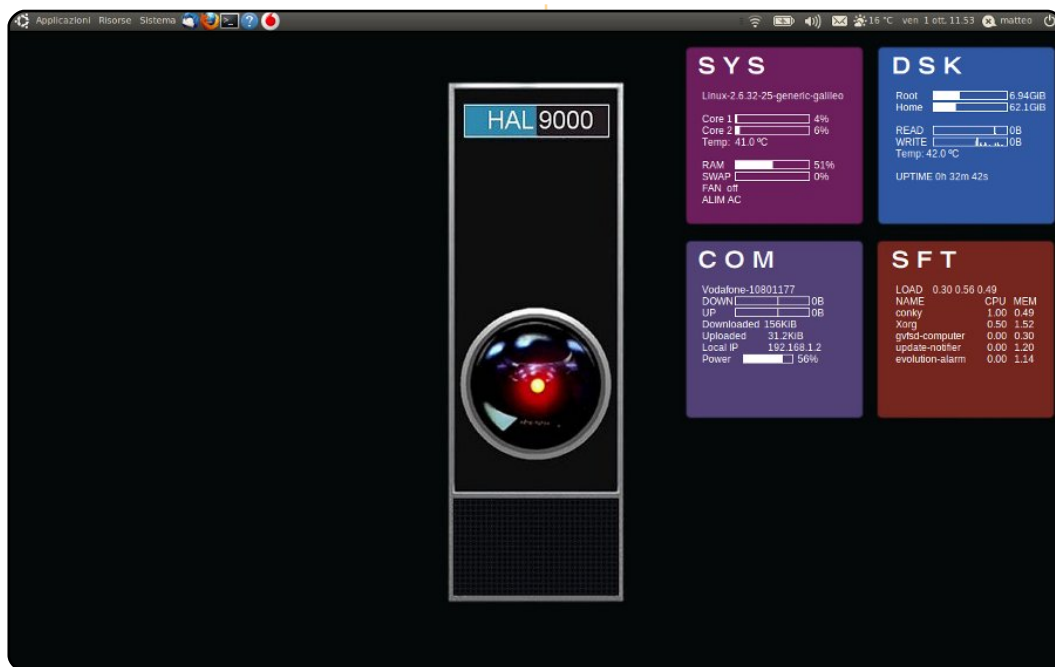 Applicazioni Risorse Sistema 16 °C ven 1 ott, 11.53 matteo
HAL 9000
SYS
Linux-2.6.32-25-generic-galileo
Core 1 4%
Core 2 6%
Temp: 41.0 ºC
RAM 51%
SWAP 0%
FAN off
ALIM AC
DSK
Root 6.94GiB
Home 62.1GiB
READ 0B
WRITE 0B
Temp: 42.0 ºC
UPTIME 0h 32m 42s
COM
Vodafone-10801177
DOWN 0B
UP 0B
Downloaded 156KiB
Uploaded 31.2KiB
Local IP 192.168.1.2
Power 56%
SFT
LOAD 0.30 0.56 0.49
NAME CPU MEM
conky 1.00 0.49
Xorg 0.50 1.52
gvfsd-computer 0.00 0.30
update-notifier 0.00 1.20
evolution-alarm 0.00 1.14